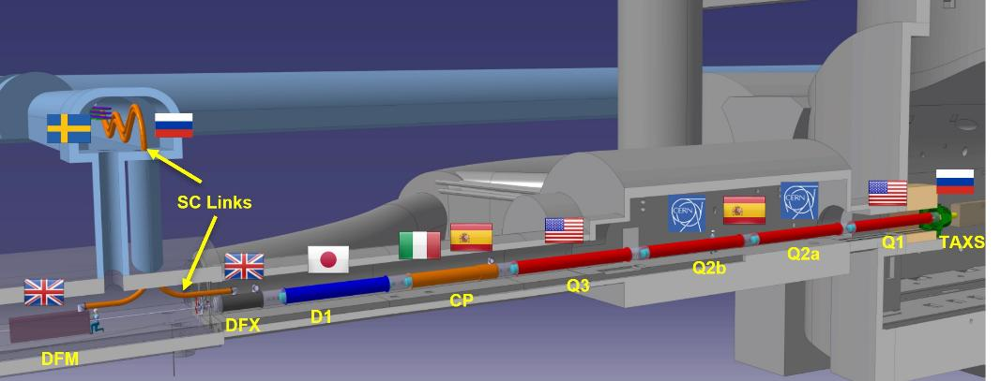 SC Links
CERN
CERN
Q1
TAXS
Q2a
Q2b
Q3
CP
D1
DFX
DFM